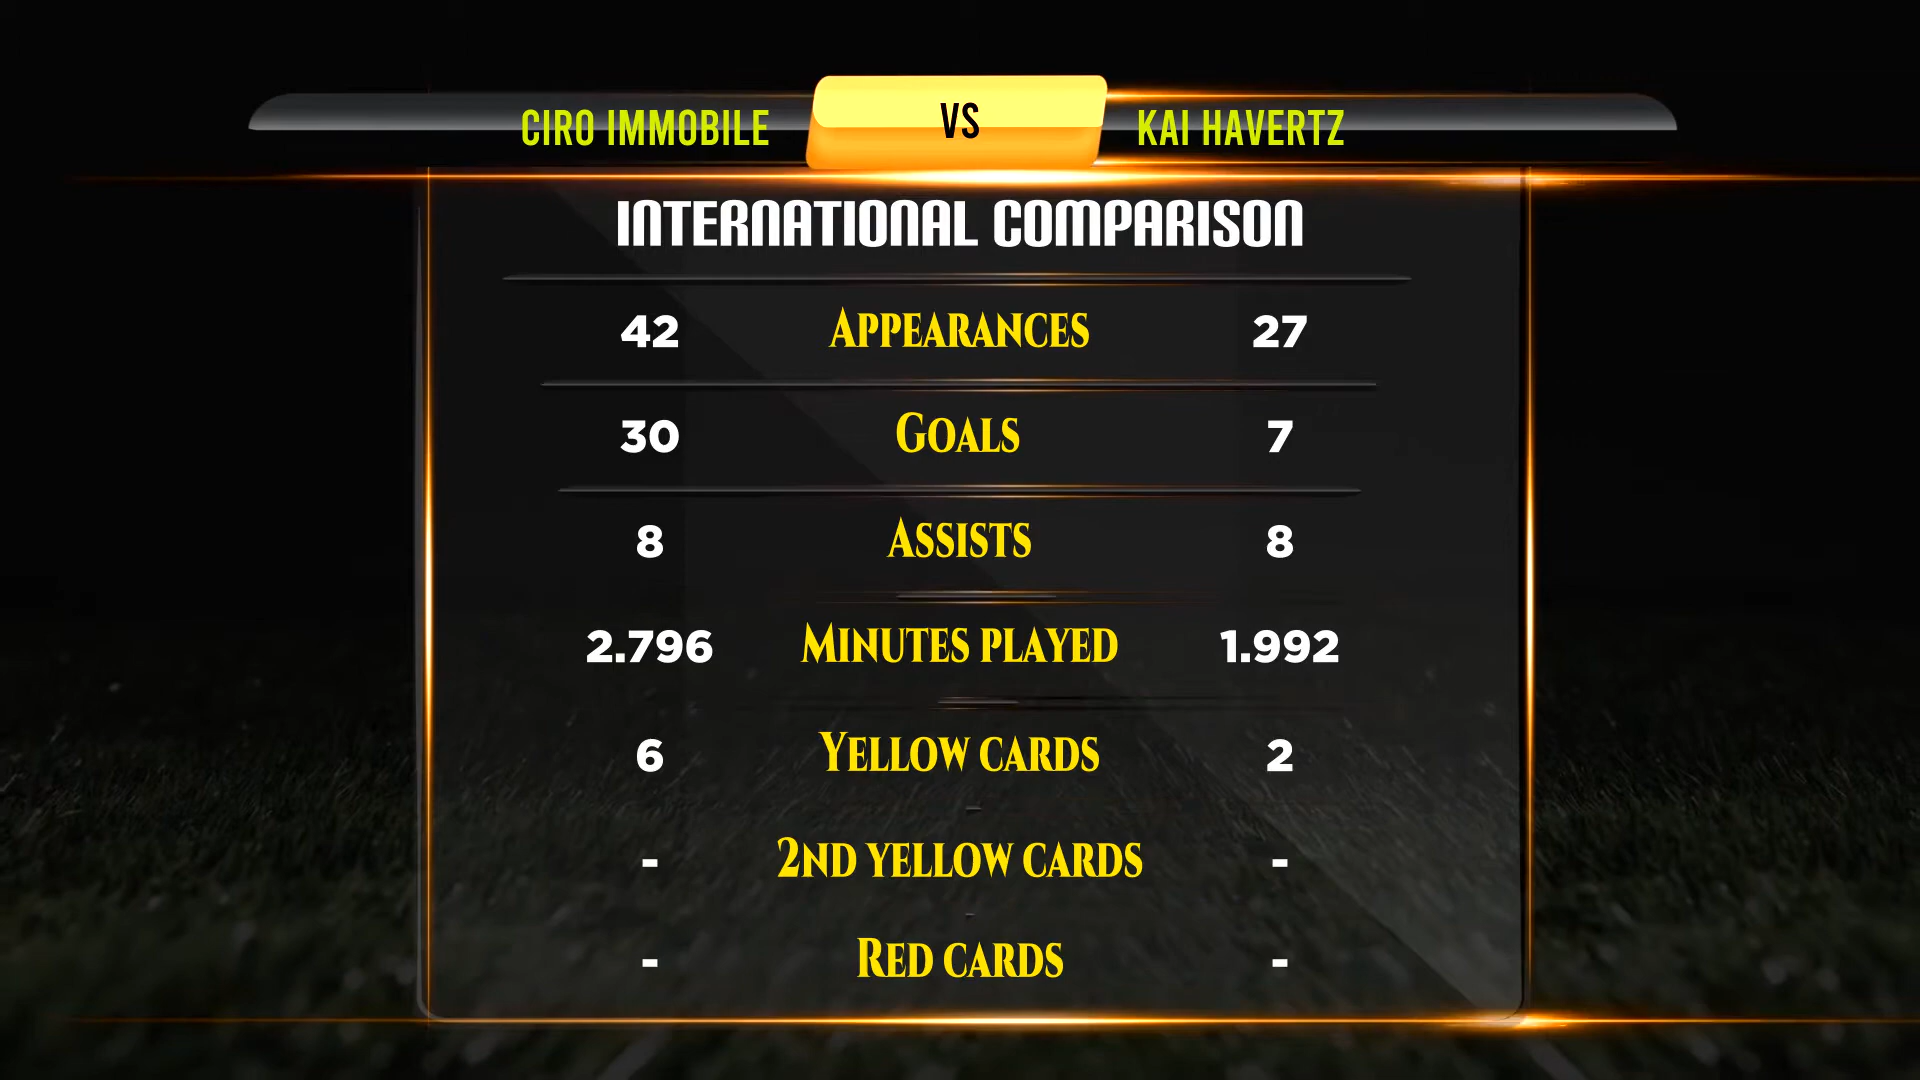 CIRO IMMOBILE VS KAI HAVERTZ
INTERNATIONAL COMPARISON
42 APPEARANCES 27
30 GOALS 7
8 ASSISTS 8
2.796 MINUTES PLAYED 1.992
6 YELLOW CARDS 2
- 2ND YELLOW CARDS -
- RED CARDS -